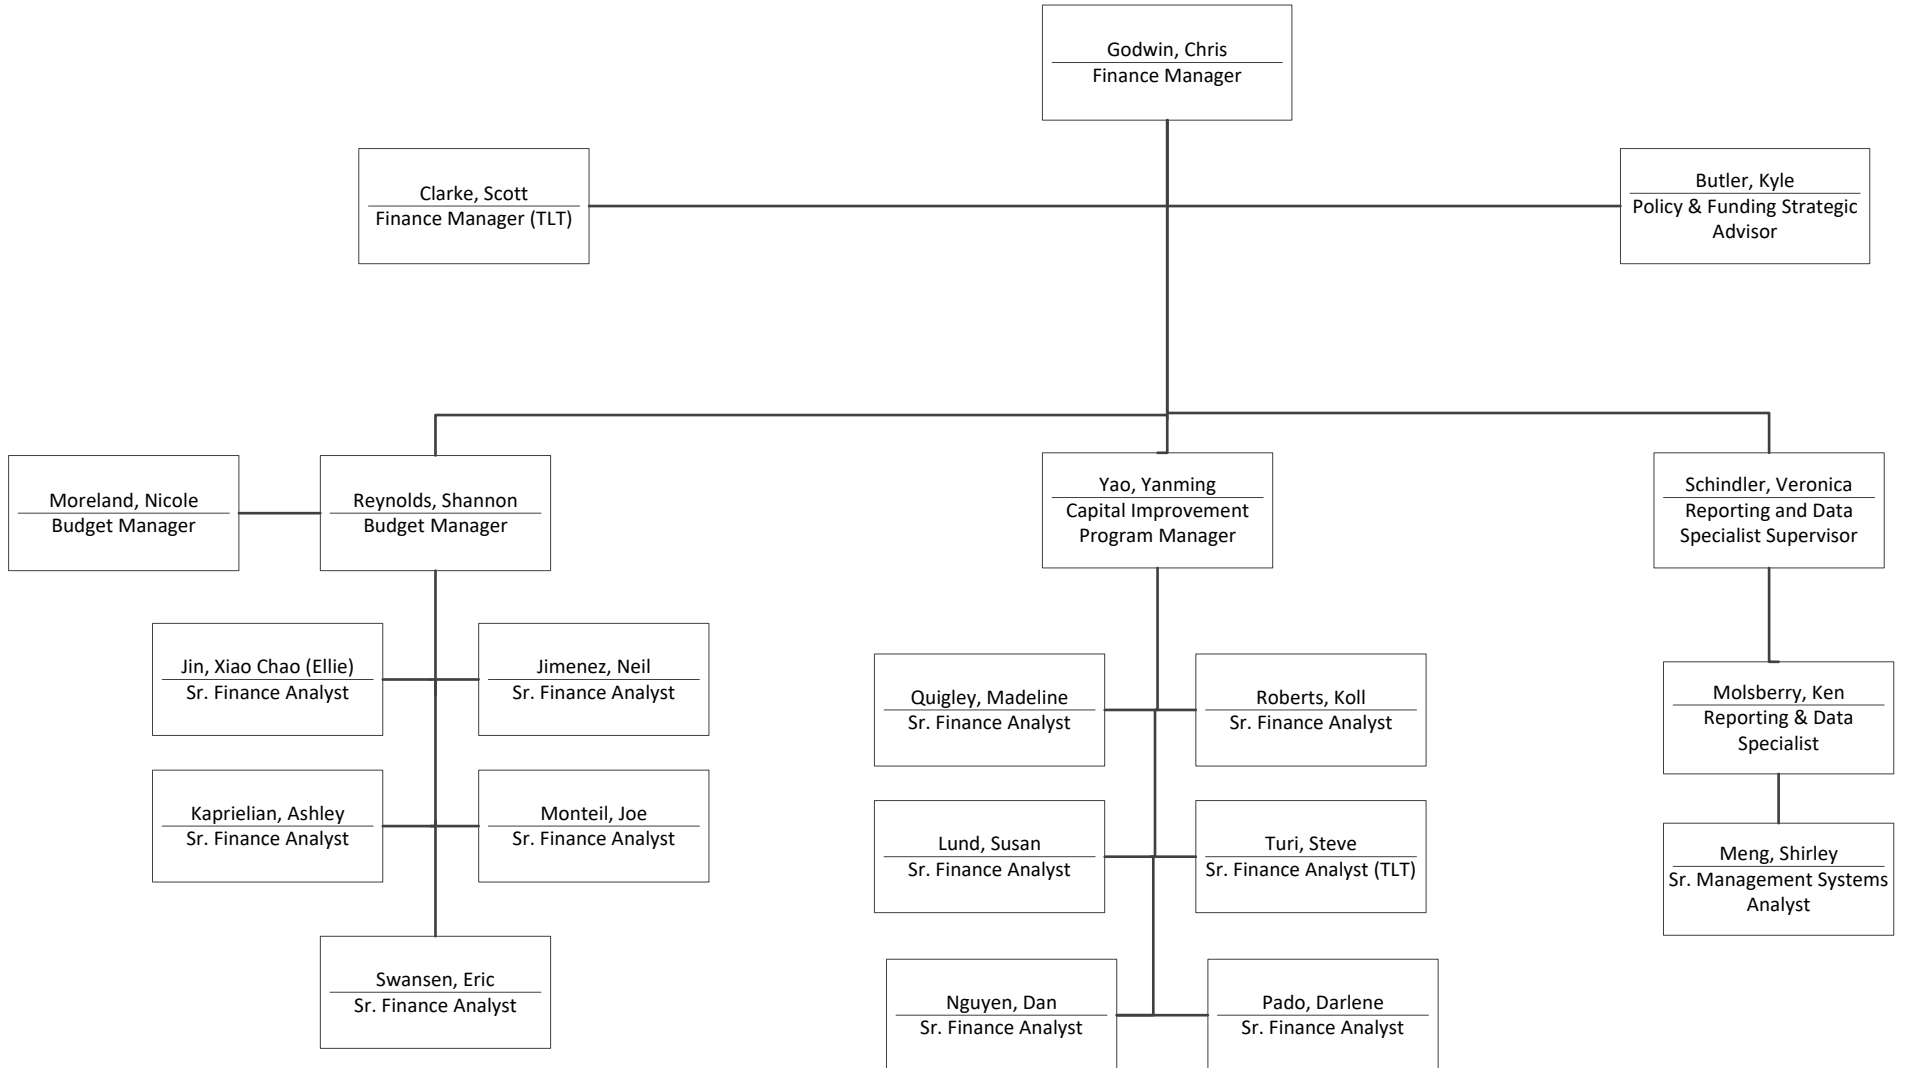 Godwin, Chris
Finance Manager
Clarke, Scott
Finance Manager (TLT)
Butler, Kyle
Policy & Funding Strategic
Advisor
Moreland, Nicole
Budget Manager
Reynolds, Shannon
Budget Manager
Yao, Yanming
Capital Improvement
Program Manager
Schindler, Veronica
Reporting and Data
Specialist Supervisor
Jin, Xiao Chao (Ellie)
Sr. Finance Analyst
Jimenez, Neil
Sr. Finance Analyst
Quigley, Madeline
Sr. Finance Analyst
Roberts, Koll
Sr. Finance Analyst
Molsberry, Ken
Reporting & Data
Specialist
Kaprielian, Ashley
Sr. Finance Analyst
Monteil, Joe
Sr. Finance Analyst
Lund, Susan
Sr. Finance Analyst
Turi, Steve
Sr. Finance Analyst (TLT)
Meng, Shirley
Sr. Management Systems
Analyst
Swansen, Eric
Sr. Finance Analyst
Nguyen, Dan
Sr. Finance Analyst
Pado, Darlene
Sr. Finance Analyst